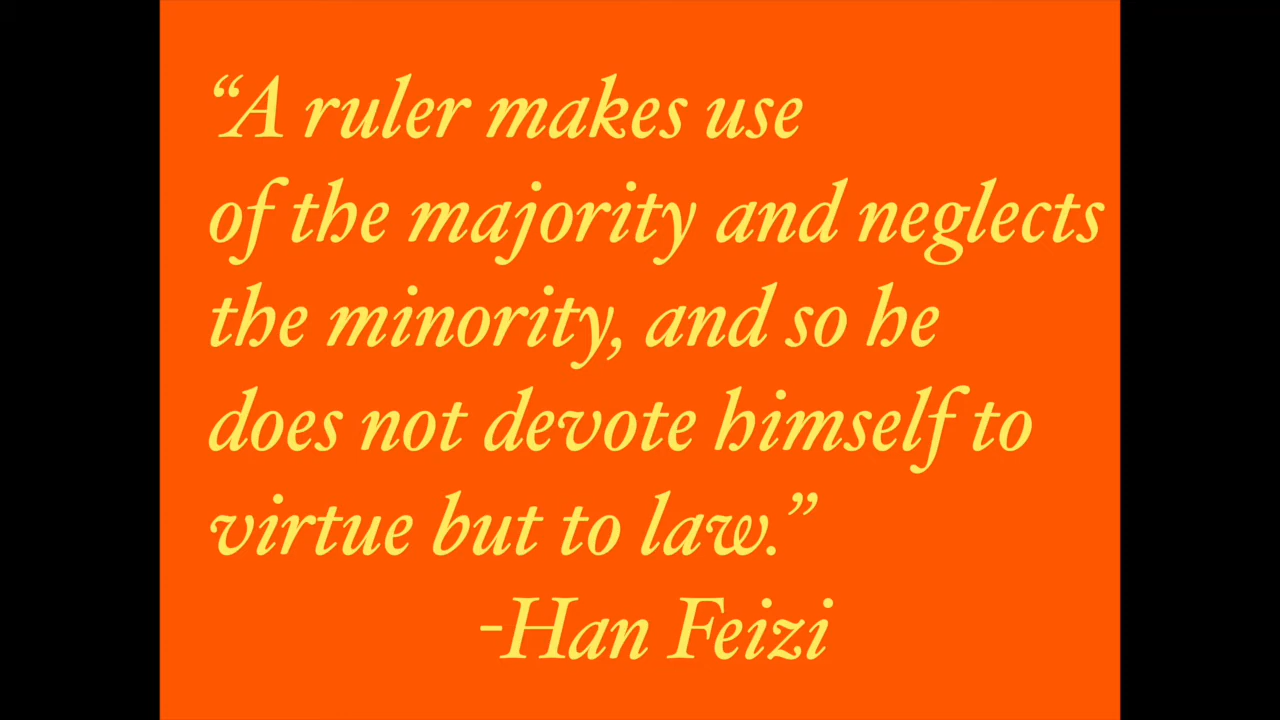 “A ruler makes use
of the majority and neglects
the minority, and so he
does not devote himself to
virtue but to law.”
-Han Feizi